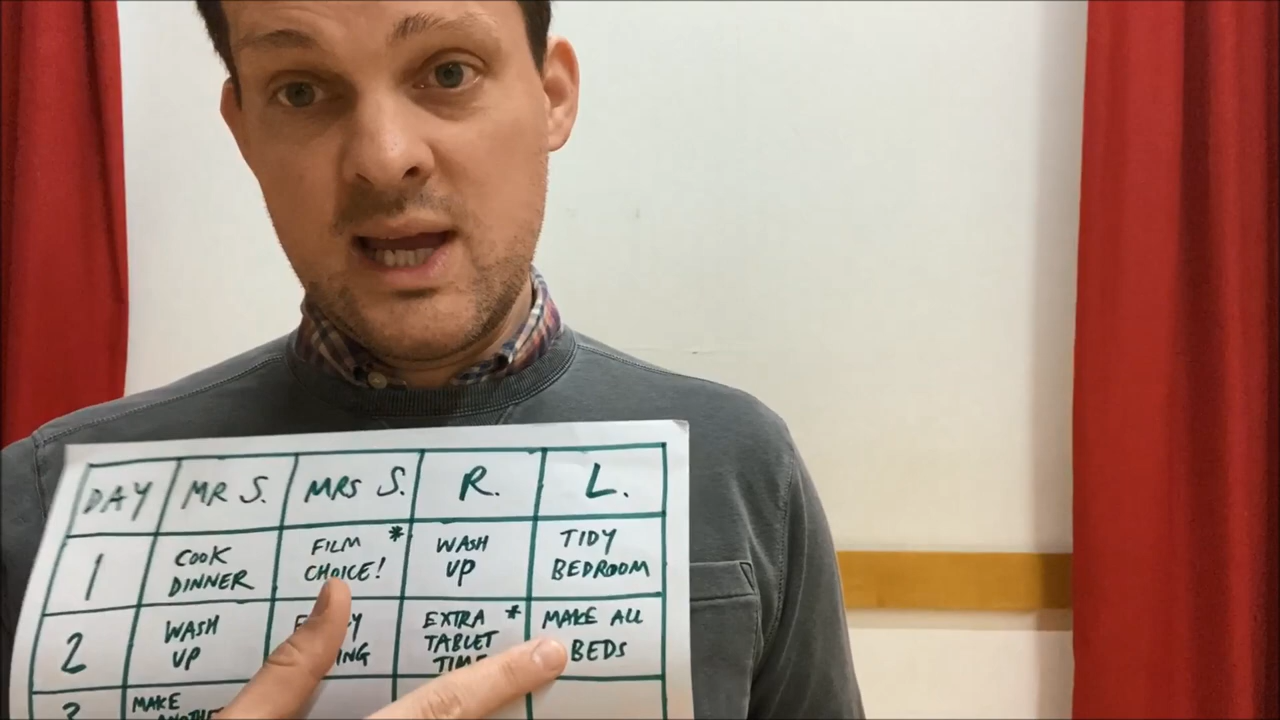 DAY MR S. MRS S. R. L.
1 COOK DINNER FILM CHOICE! * WASH UP TIDY BEDROOM
2 WASH UP EXTRA TABLET TIME * MAKE ALL BEDS
MAKE